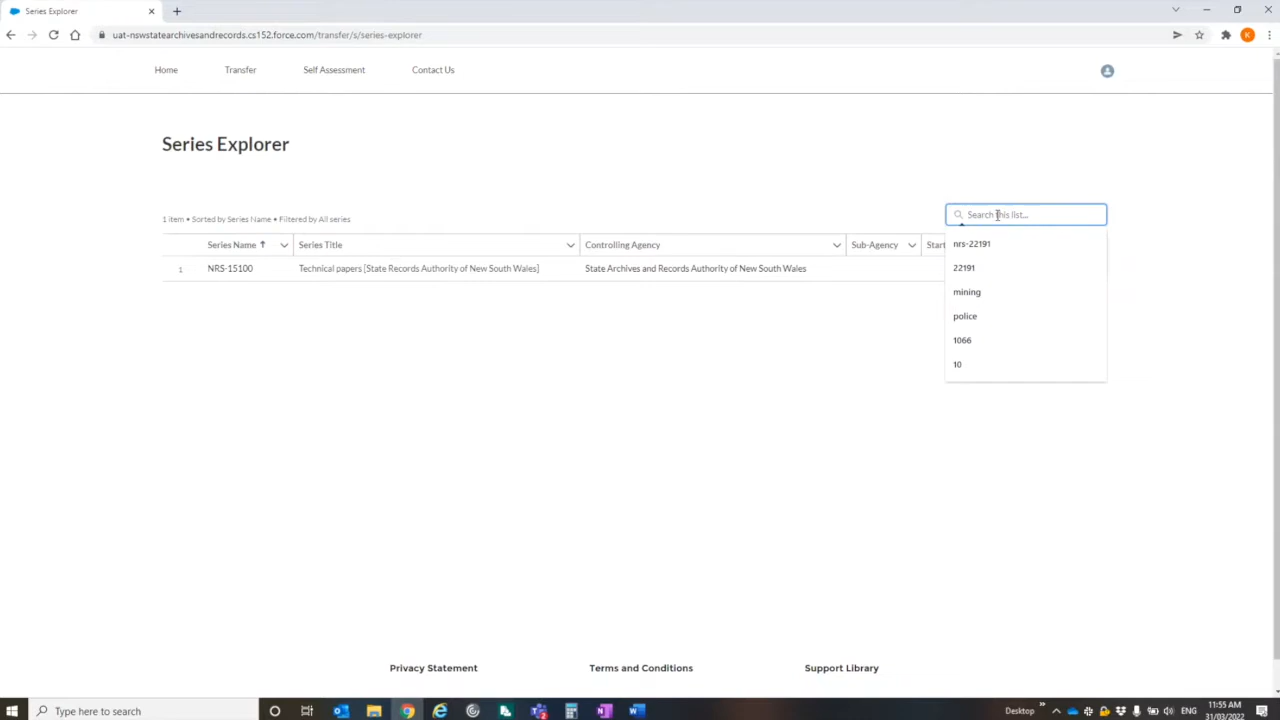 Series Explorer
uat-nswstatearchivesandrecords.cs152.force.com/transfer/s/series-explorer
K
Home Transfer Self Assessment Contact Us
Series Explorer
1 item • Sorted by Series Name • Filtered by All series
Search this list...
Series Name Series Title Controlling Agency Sub-Agency Start
1 NRS-15100 Technical papers [State Records Authority of New South Wales] State Archives and Records Authority of New South Wales
nrs-22191
22191
mining
police
1066
10
Privacy Statement Terms and Conditions Support Library
Type here to search
Desktop
ENG
11:55 AM
31/03/2022